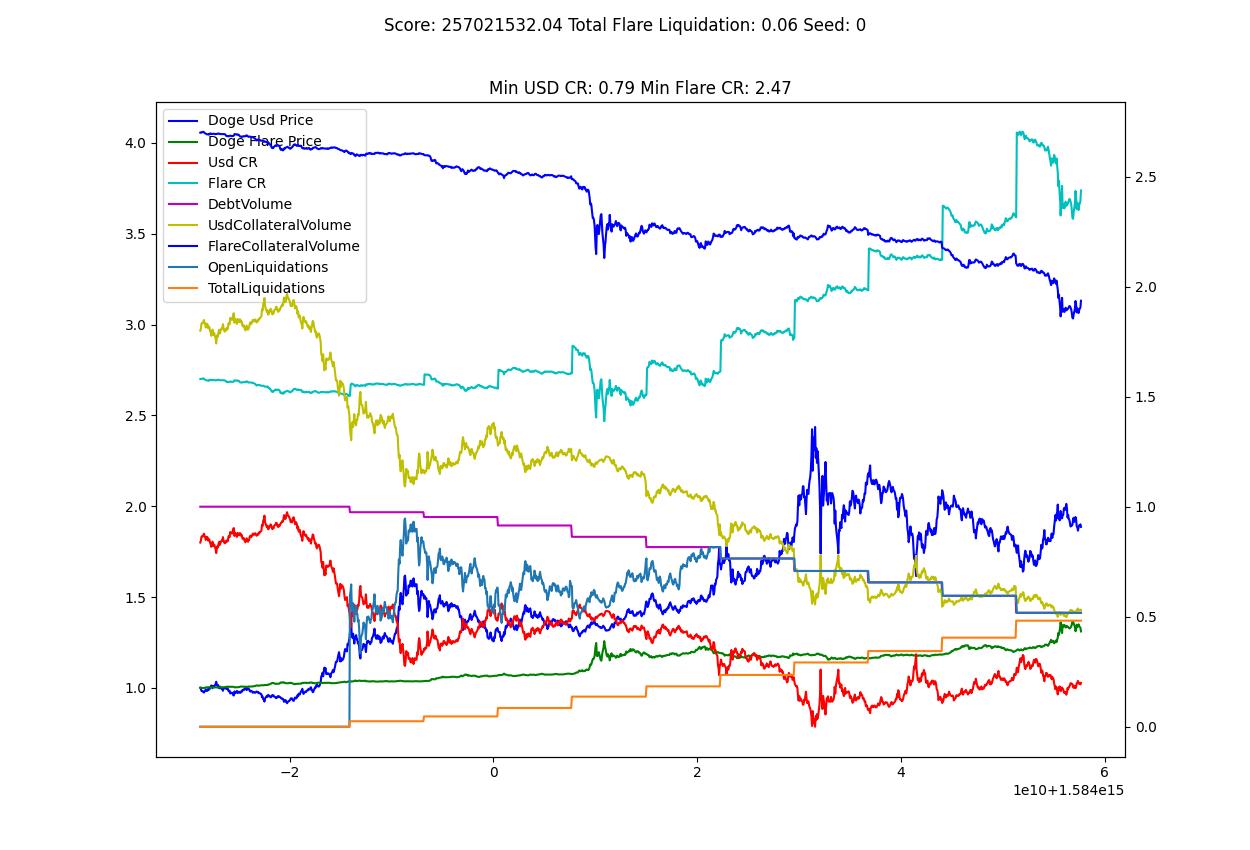 Score: 257021532.04 Total Flare Liquidation: 0.06 Seed: 0
Min USD CR: 0.79 Min Flare CR: 2.47
Doge Usd Price
Doge Flare Price
Usd CR
Flare CR
DebtVolume
UsdCollateralVolume
FlareCollateralVolume
OpenLiquidations
TotalLiquidations
4.0
3.5
3.0
2.5
2.0
1.5
1.0
2.5
2.0
1.5
1.0
0.5
0.0
−2
0
2
4
6
1e10+1.584e15